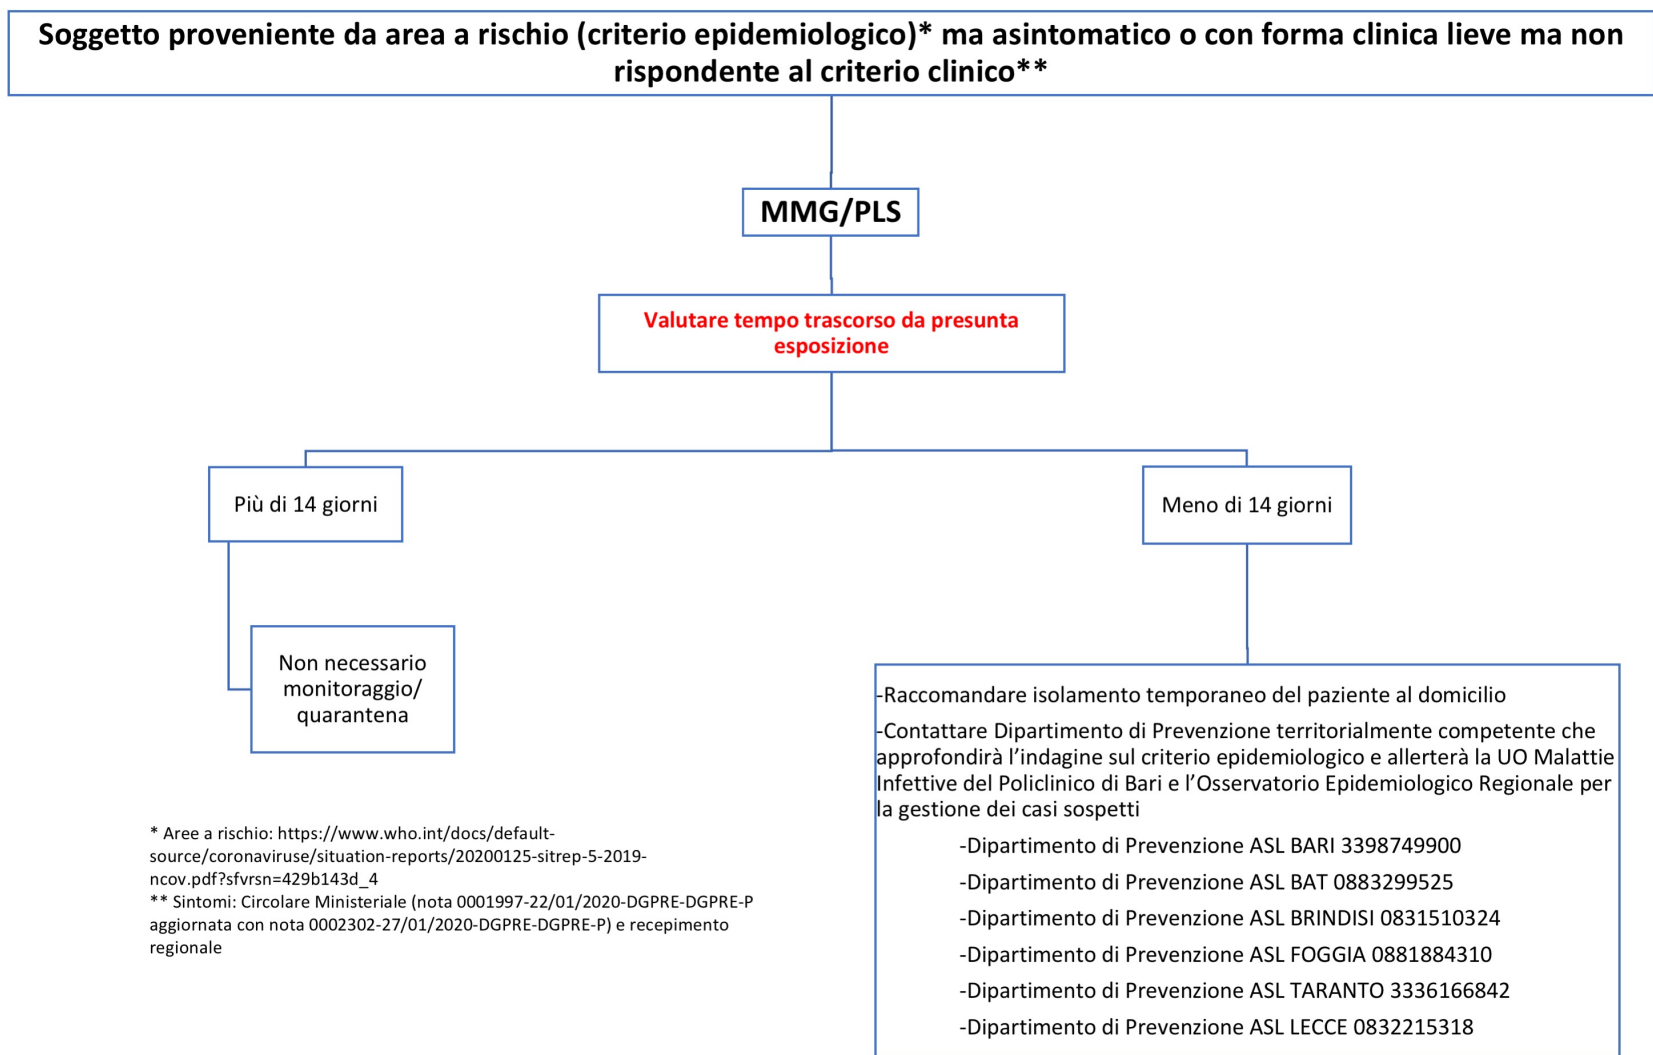 Soggetto proveniente da area a rischio (criterio epidemiologico)* ma asintomatico o con forma clinica lieve ma non
rispondente al criterio clinico**
MMG/PLS
Valutare tempo trascorso da presunta
esposizione
Più di 14 giorni
Meno di 14 giorni
Non necessario
monitoraggio/
quarantena
-Raccomandare isolamento temporaneo del paziente al domicilio
-Contattare Dipartimento di Prevenzione territorialmente competente che
approfondirà l’indagine sul criterio epidemiologico e allerterà la UO Malattie
Infettive del Policlinico di Bari e l’Osservatorio Epidemiologico Regionale per
la gestione dei casi sospetti
-Dipartimento di Prevenzione ASL BARI 3398749900
-Dipartimento di Prevenzione ASL BAT 0883299525
-Dipartimento di Prevenzione ASL BRINDISI 0831510324
-Dipartimento di Prevenzione ASL FOGGIA 0881884310
-Dipartimento di Prevenzione ASL TARANTO 3336166842
-Dipartimento di Prevenzione ASL LECCE 0832215318
* Aree a rischio: https://www.who.int/docs/default-
source/coronaviruse/situation-reports/20200125-sitrep-5-2019-
ncov.pdf?sfvrsn=429b143d_4
** Sintomi: Circolare Ministeriale (nota 0001997-22/01/2020-DGPRE-DGPRE-P
aggiornata con nota 0002302-27/01/2020-DGPRE-DGPRE-P) e recepimento
regionale